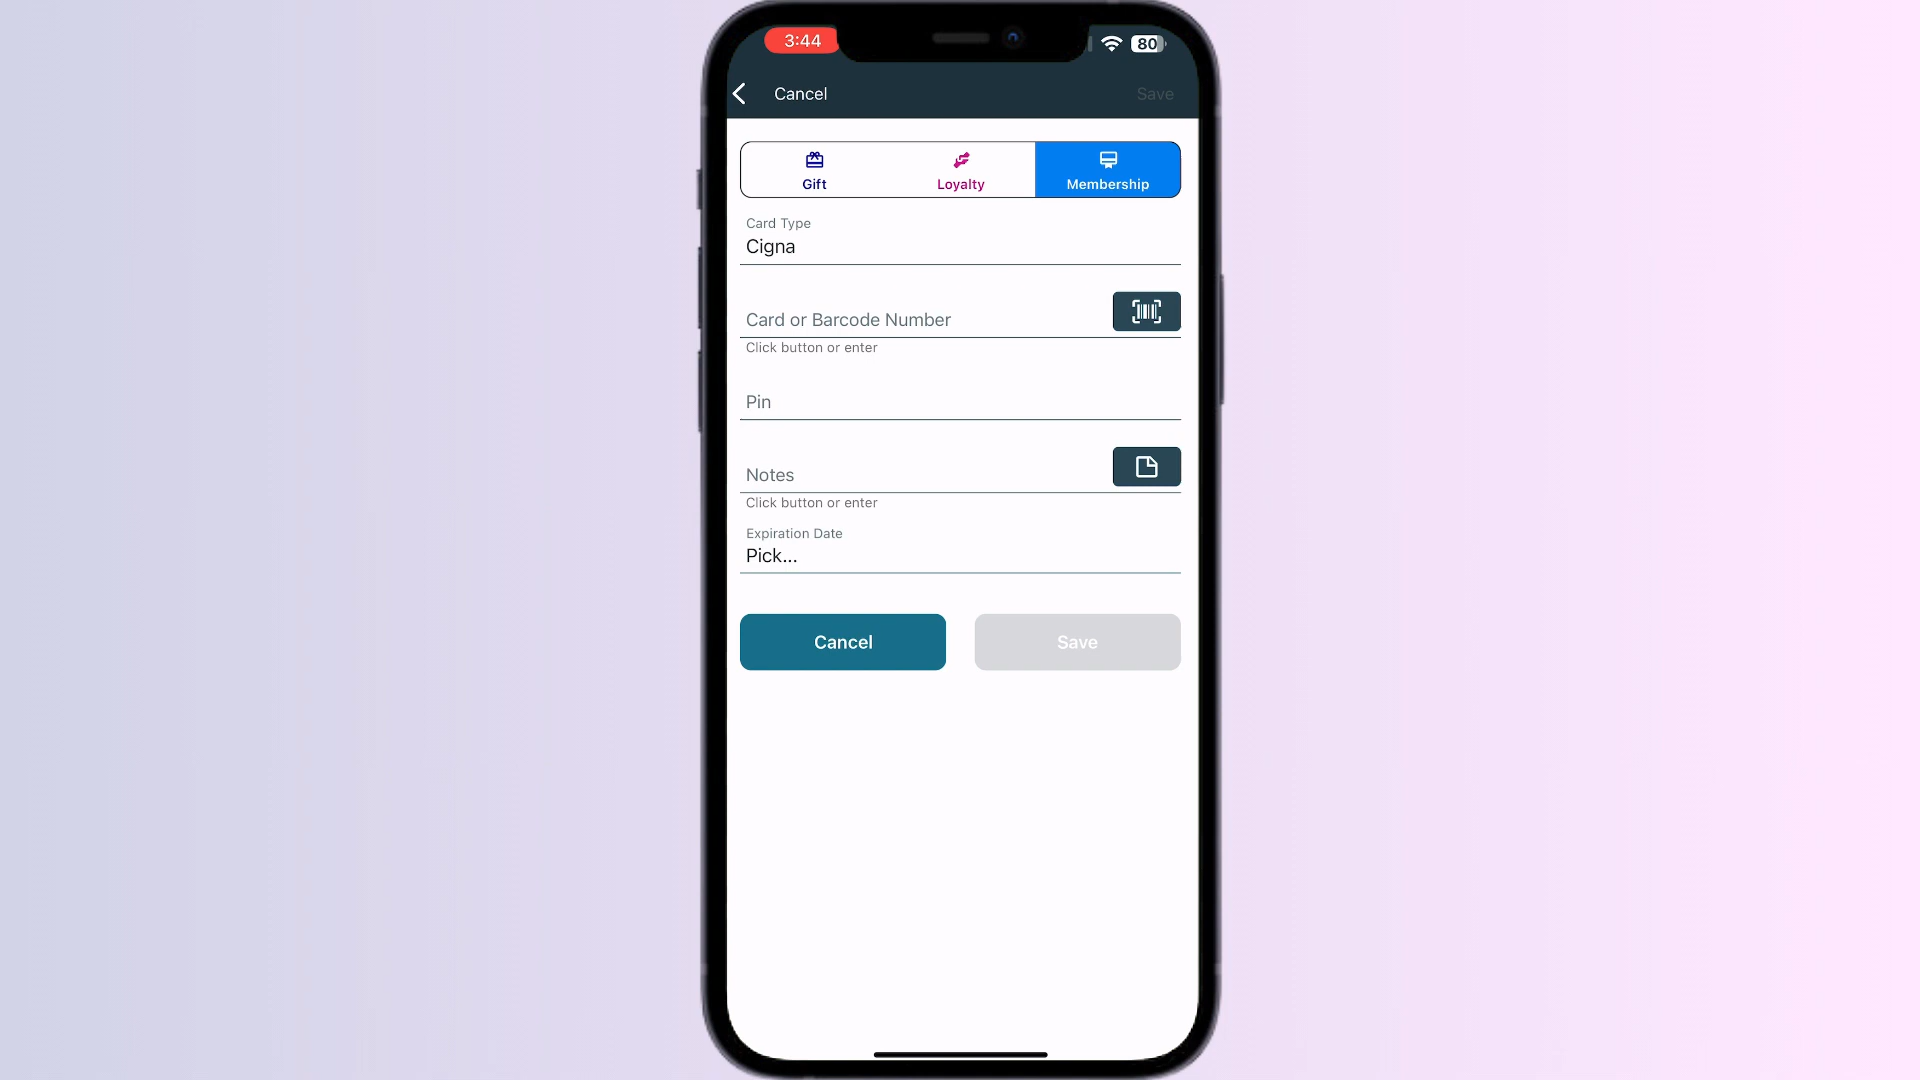 3:44
80
Cancel
Save
Gift
Loyalty
Membership
Card Type
Cigna
Card or Barcode Number
Click button or enter
Pin
Notes
Click button or enter
Expiration Date
Pick...
Cancel
Save